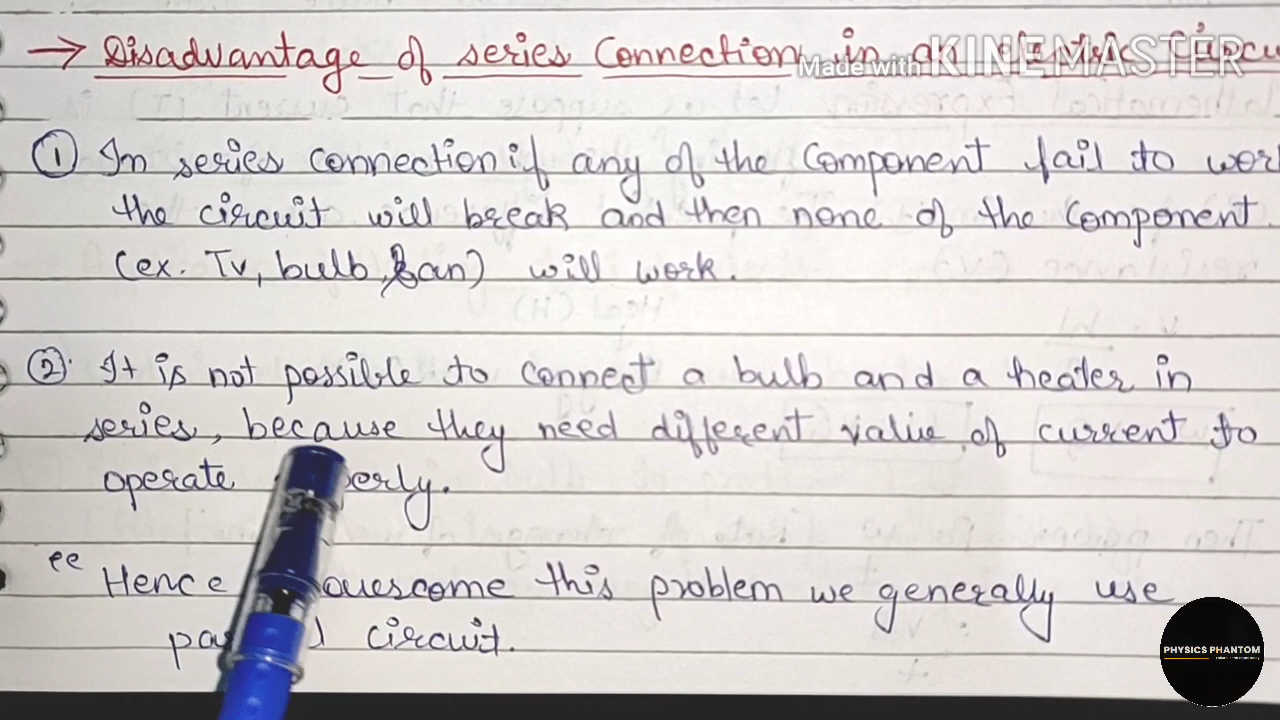 → Disadvantage of series Connection in an
Made with KINEMASTER
① In series connection if any of the Component fail to wor
the circuit will break and then none of the Component
(ex. Tv, bulb, fan) will work.
② It is not possible to connect a bulb and a heater in
series, because they need different value of current to
operate perly.
Hence ouercome this problem we generally use
circuit.
PHYSICS PHANTOM